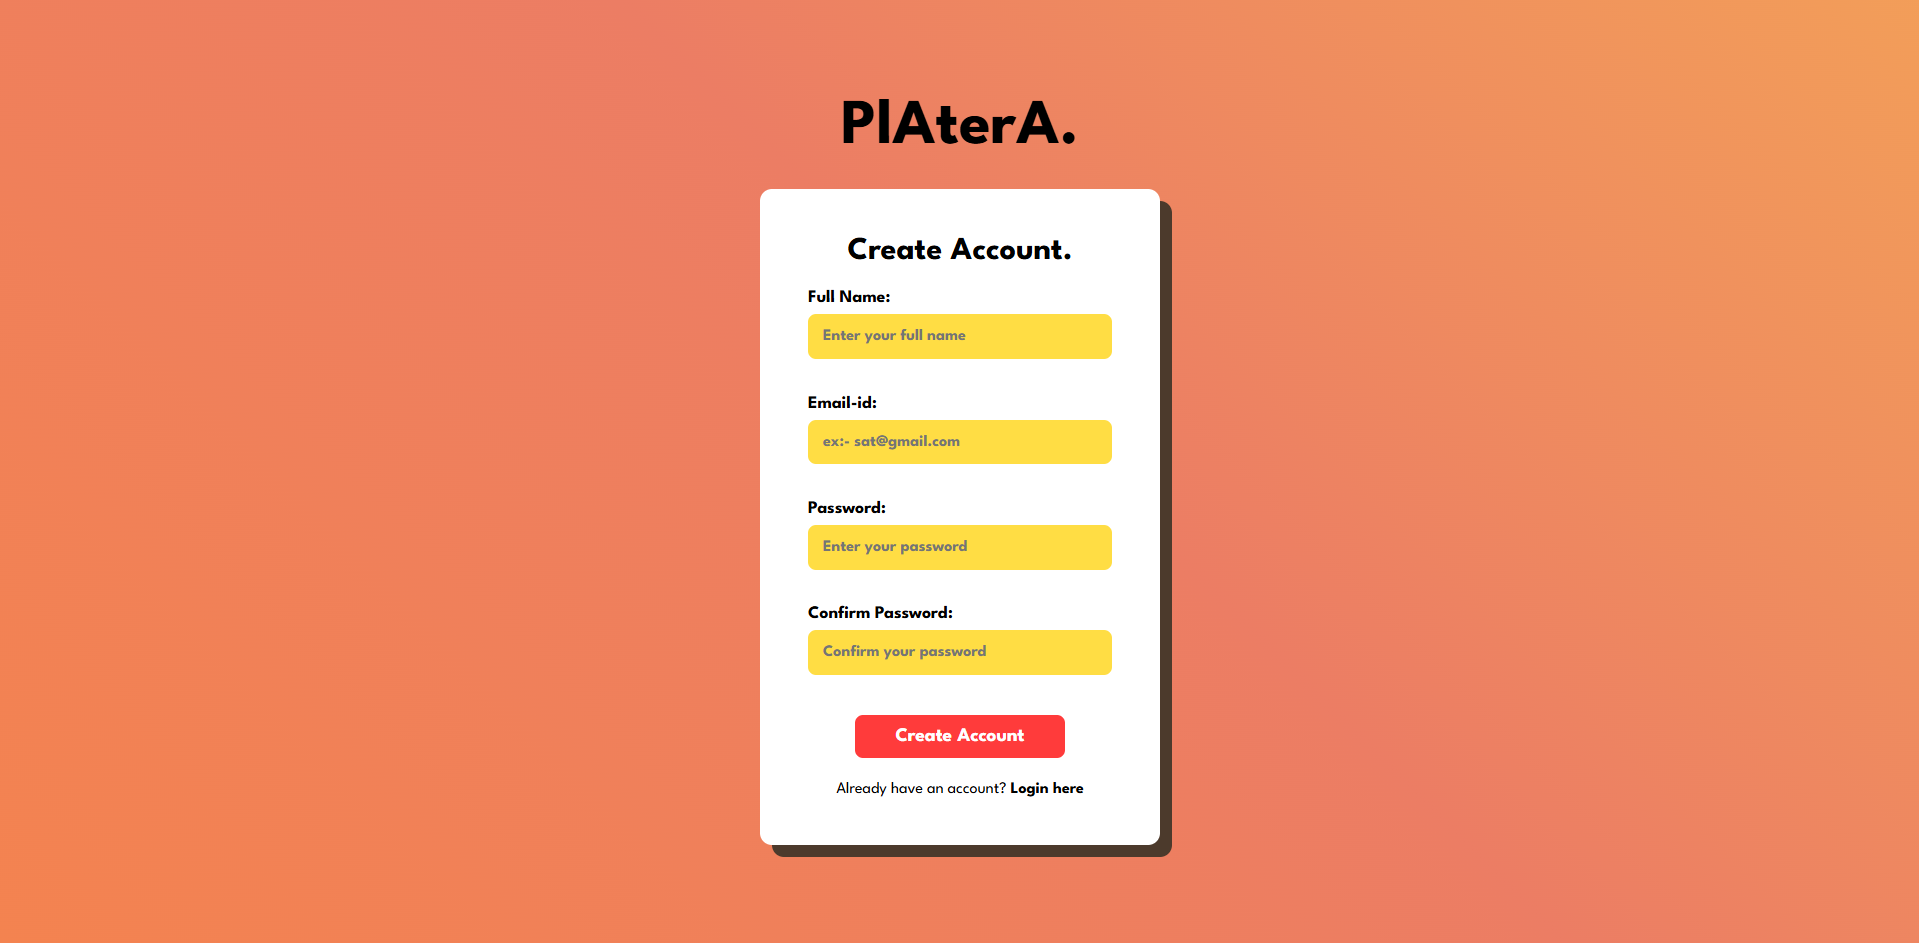 PlAterA.
Create Account.
Full Name:
Enter your full name
Email-id:
ex:- sat@gmail.com
Password:
Enter your password
Confirm Password:
Confirm your password
Create Account
Already have an account? Login here